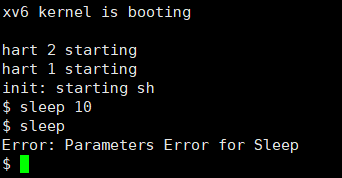 xv6 kernel is booting
hart 2 starting
hart 1 starting
init: starting sh
$ sleep 10
$ sleep
Error: Parameters Error for Sleep
$